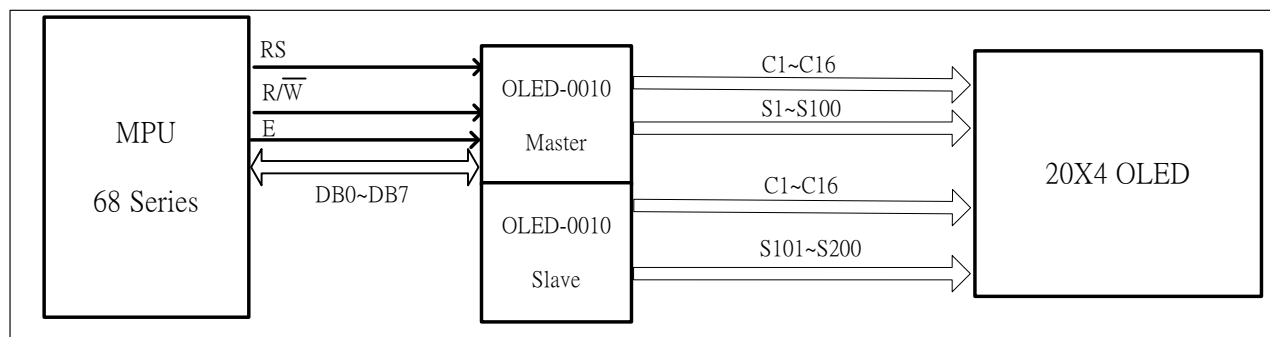 MPU
68 Series
RS
R/W̅
E
DB0~DB7
OLED-0010
Master
OLED-0010
Slave
C1~C16
S1~S100
C1~C16
S101~S200
20X4 OLED